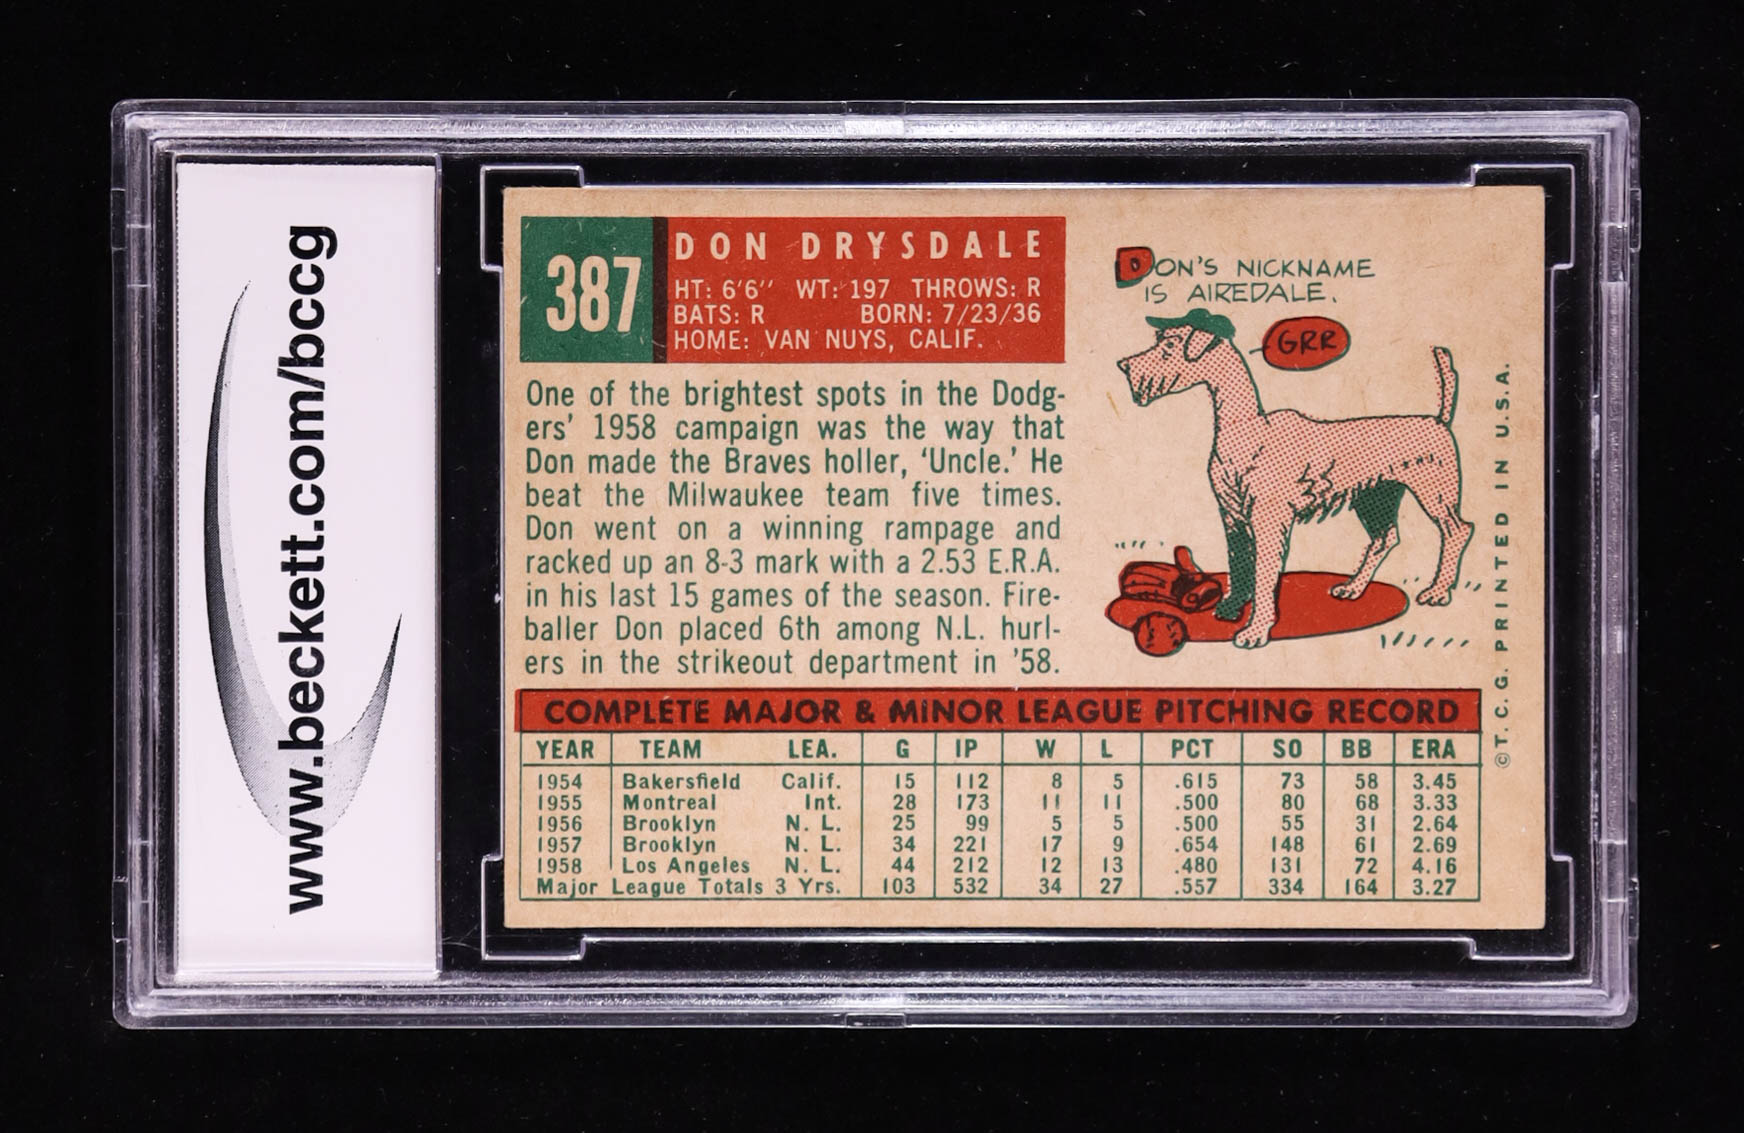 www.beckett.com/bccg
387
DON DRYSDALE
HT: 6'6" WT: 197 THROWS: R
BATS: R BORN: 7/23/36
HOME: VAN NUYS, CALIF.
One of the brightest spots in the Dodg-
ers' 1958 campaign was the way that
Don made the Braves holler, 'Uncle.' He
beat the Milwaukee team five times.
Don went on a winning rampage and
racked up an 8-3 mark with a 2.53 E.R.A.
in his last 15 games of the season. Fire-
baller Don placed 6th among N.L. hurl-
ers in the strikeout department in '58.
DON'S NICKNAME
IS AIREDALE.
GRR
COMPLETE MAJOR & MINOR LEAGUE PITCHING RECORD
YEAR TEAM LEA. G IP W L PCT SO BB ERA
1954 Bakersfield Calif. 15 112 8 5 .615 73 58 3.45
1955 Montreal Int. 28 173 11 11 .500 80 68 3.33
1956 Brooklyn N. L. 25 99 5 5 .500 55 31 2.64
1957 Brooklyn N. L. 34 221 17 9 .654 148 61 2.69
1958 Los Angeles N. L. 44 212 12 13 .480 131 72 4.16
Major League Totals 3 Yrs. 103 532 34 27 .557 334 164 3.27
©T. C. G. PRINTED IN U.S.A.